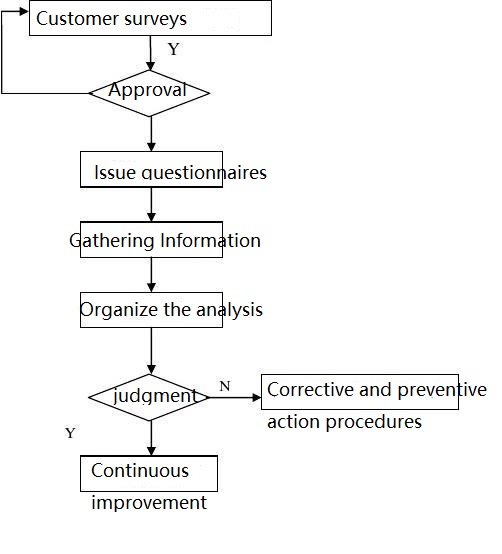 Customer surveys
Y
Approval
Issue questionnaires
Gathering Information
Organize the analysis
judgment
N
Corrective and preventive
action procedures
Y
Continuous
improvement